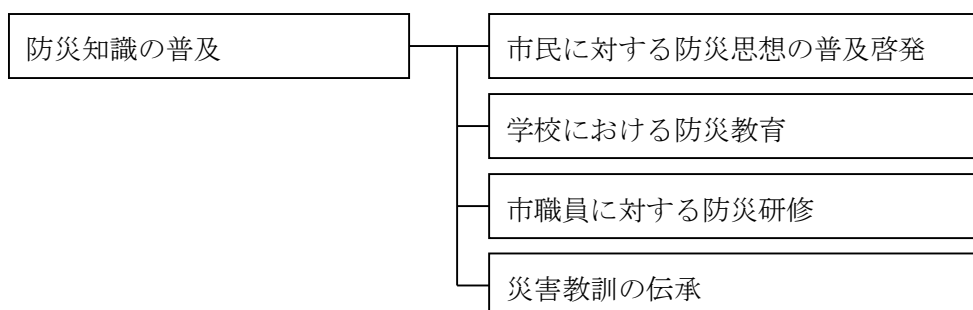 防災知識の普及
市民に対する防災思想の普及啓発
学校における防災教育
市職員に対する防災研修
災害教訓の伝承